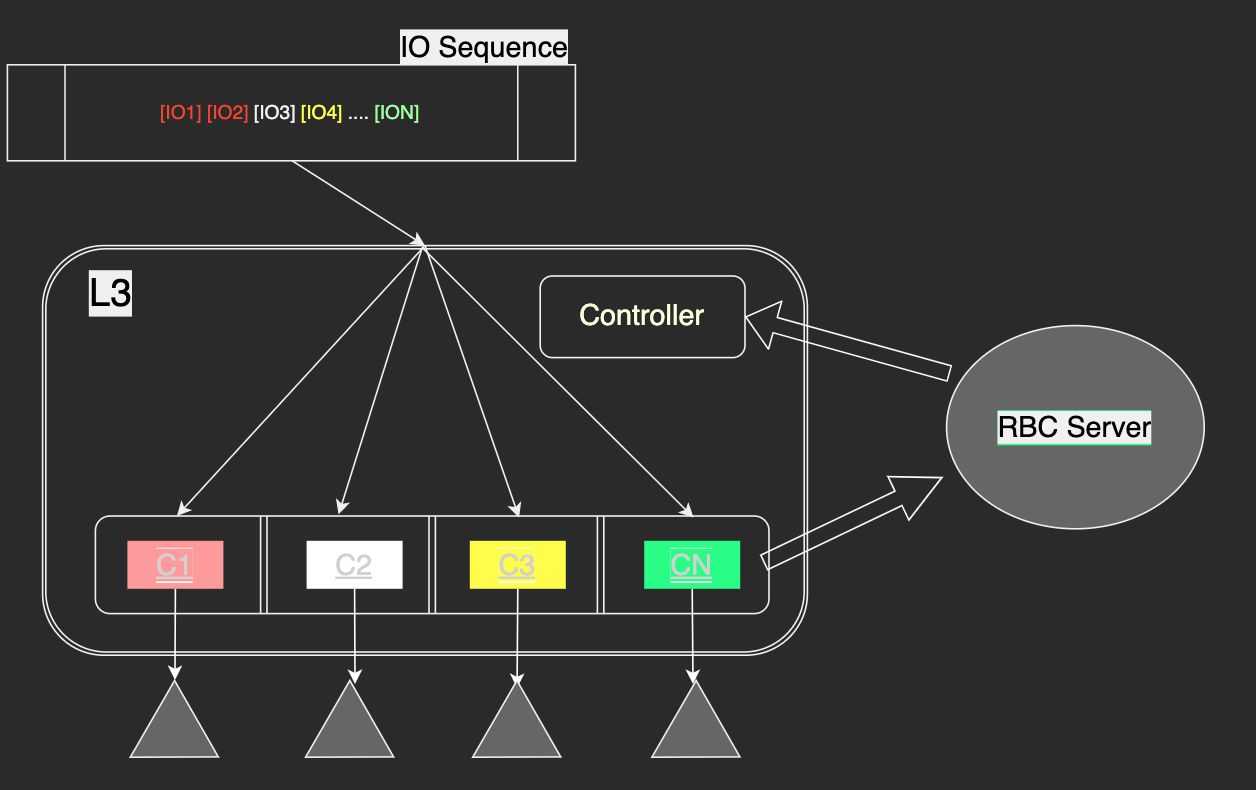 IO Sequence
[IO1] [IO2] [IO3] [IO4] .... [ION]
L3
Controller
RBC Server
C1
C2
C3
CN